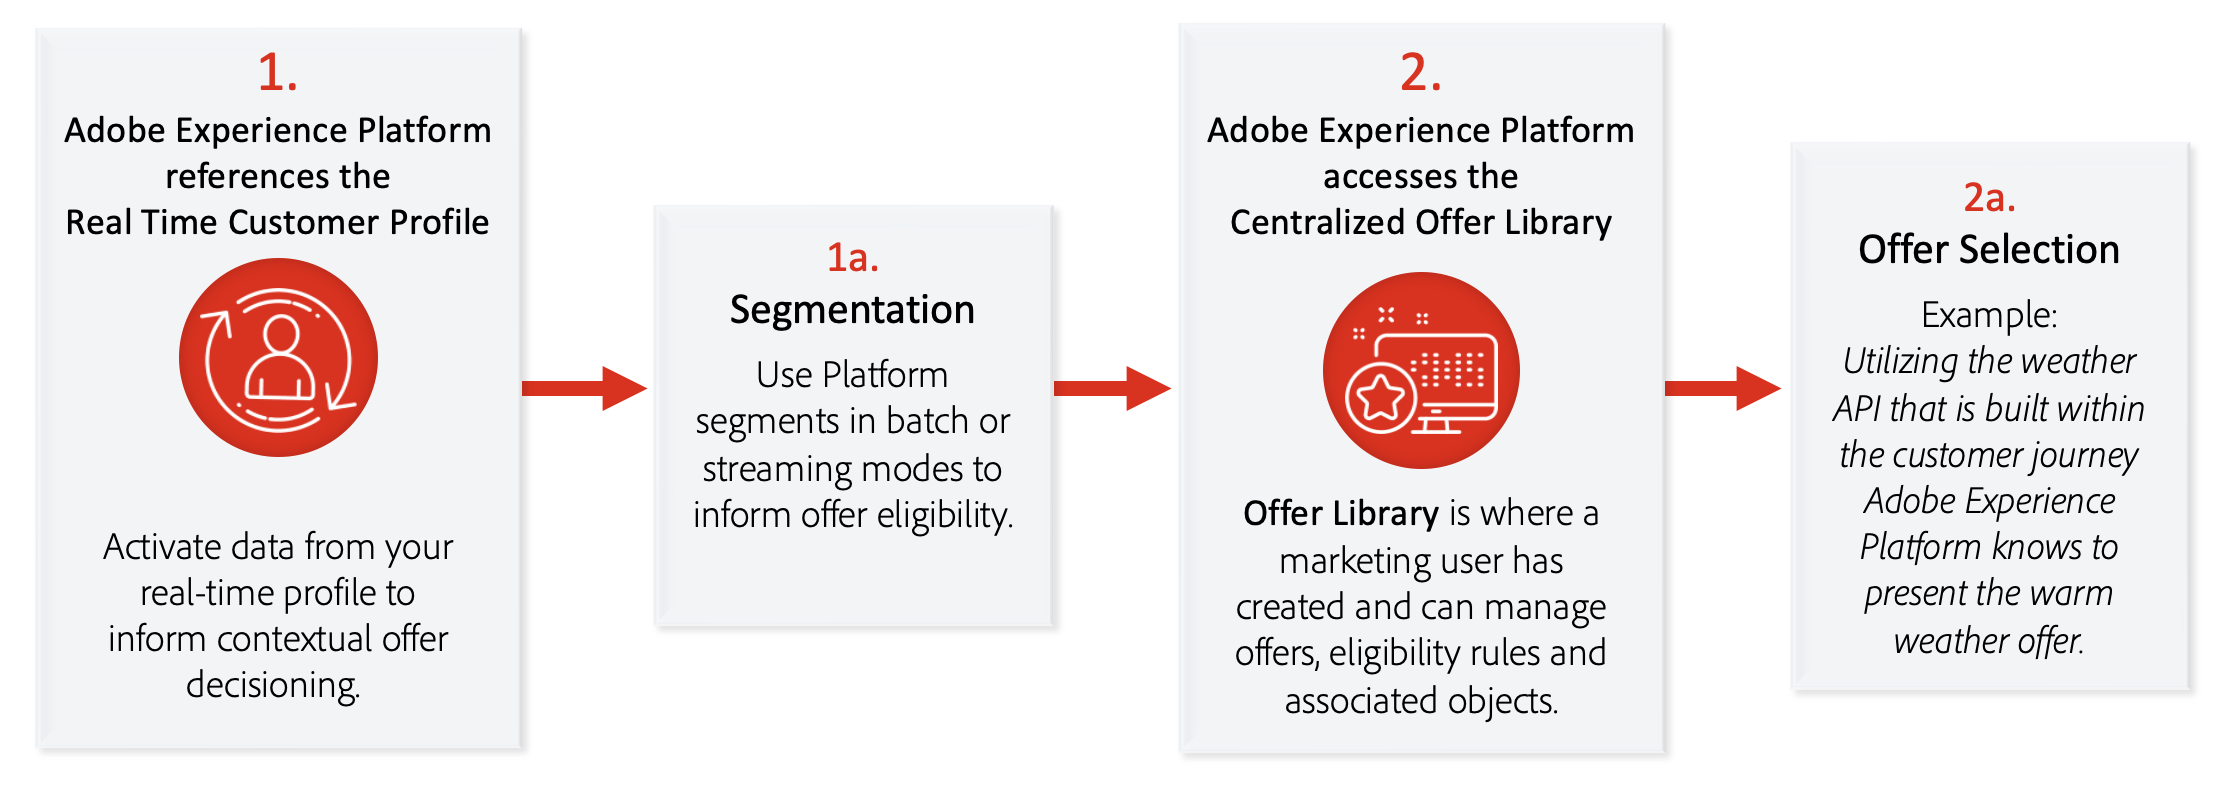 1.
Adobe Experience Platform
references the
Real Time Customer Profile
Activate data from your
real-time profile to
inform contextual offer
decisioning.
1a.
Segmentation
Use Platform
segments in batch or
streaming modes to
inform offer eligibility.
2.
Adobe Experience Platform
accesses the
Centralized Offer Library
Offer Library is where a
marketing user has
created and can manage
offers, eligibility rules and
associated objects.
2a.
Offer Selection
Example:
Utilizing the weather
API that is built within
the customer journey
Adobe Experience
Platform knows to
present the warm
weather offer.